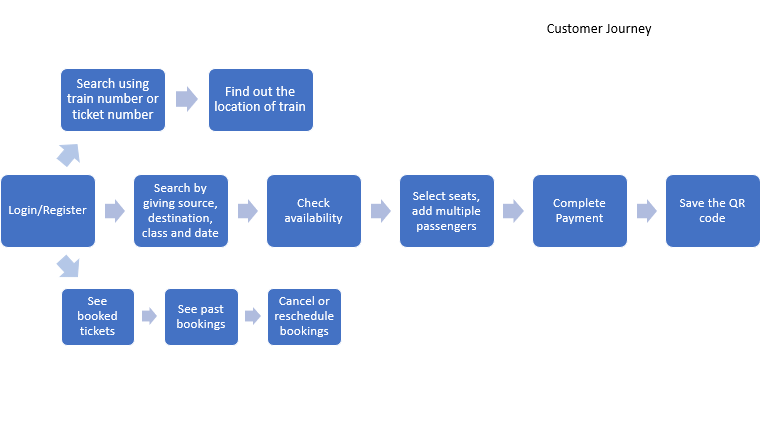 Customer Journey
Search using
train number or
ticket number
Find out the
location of train
Login/Register
Search by
giving source,
destination,
class and date
Check
availability
Select seats,
add multiple
passengers
Complete
Payment
Save the QR
code
See
booked
tickets
See past
bookings
Cancel or
reschedule
bookings